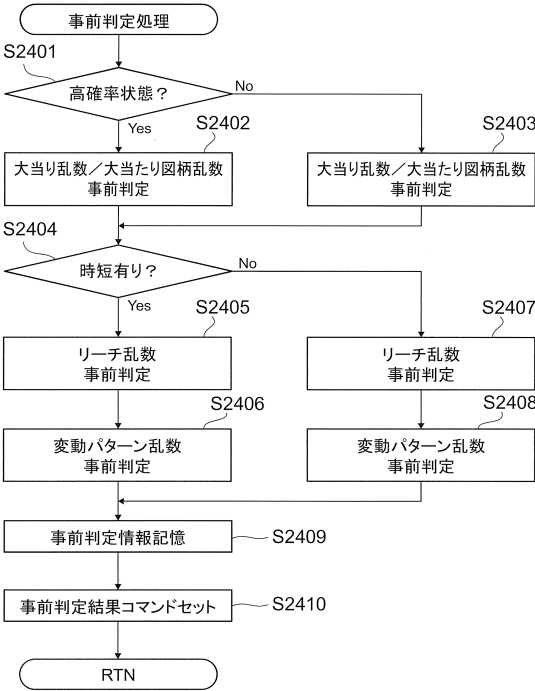 事前判定処理
S2401
高確率状態？
No
Yes
S2402
大当り乱数／大当たり図柄乱数
事前判定
S2403
大当り乱数／大当たり図柄乱数
事前判定
S2404
時短有り？
No
Yes
S2405
リーチ乱数
事前判定
S2407
リーチ乱数
事前判定
S2406
変動パターン乱数
事前判定
S2408
変動パターン乱数
事前判定
事前判定情報記憶
S2409
事前判定結果コマンドセット
S2410
RTN